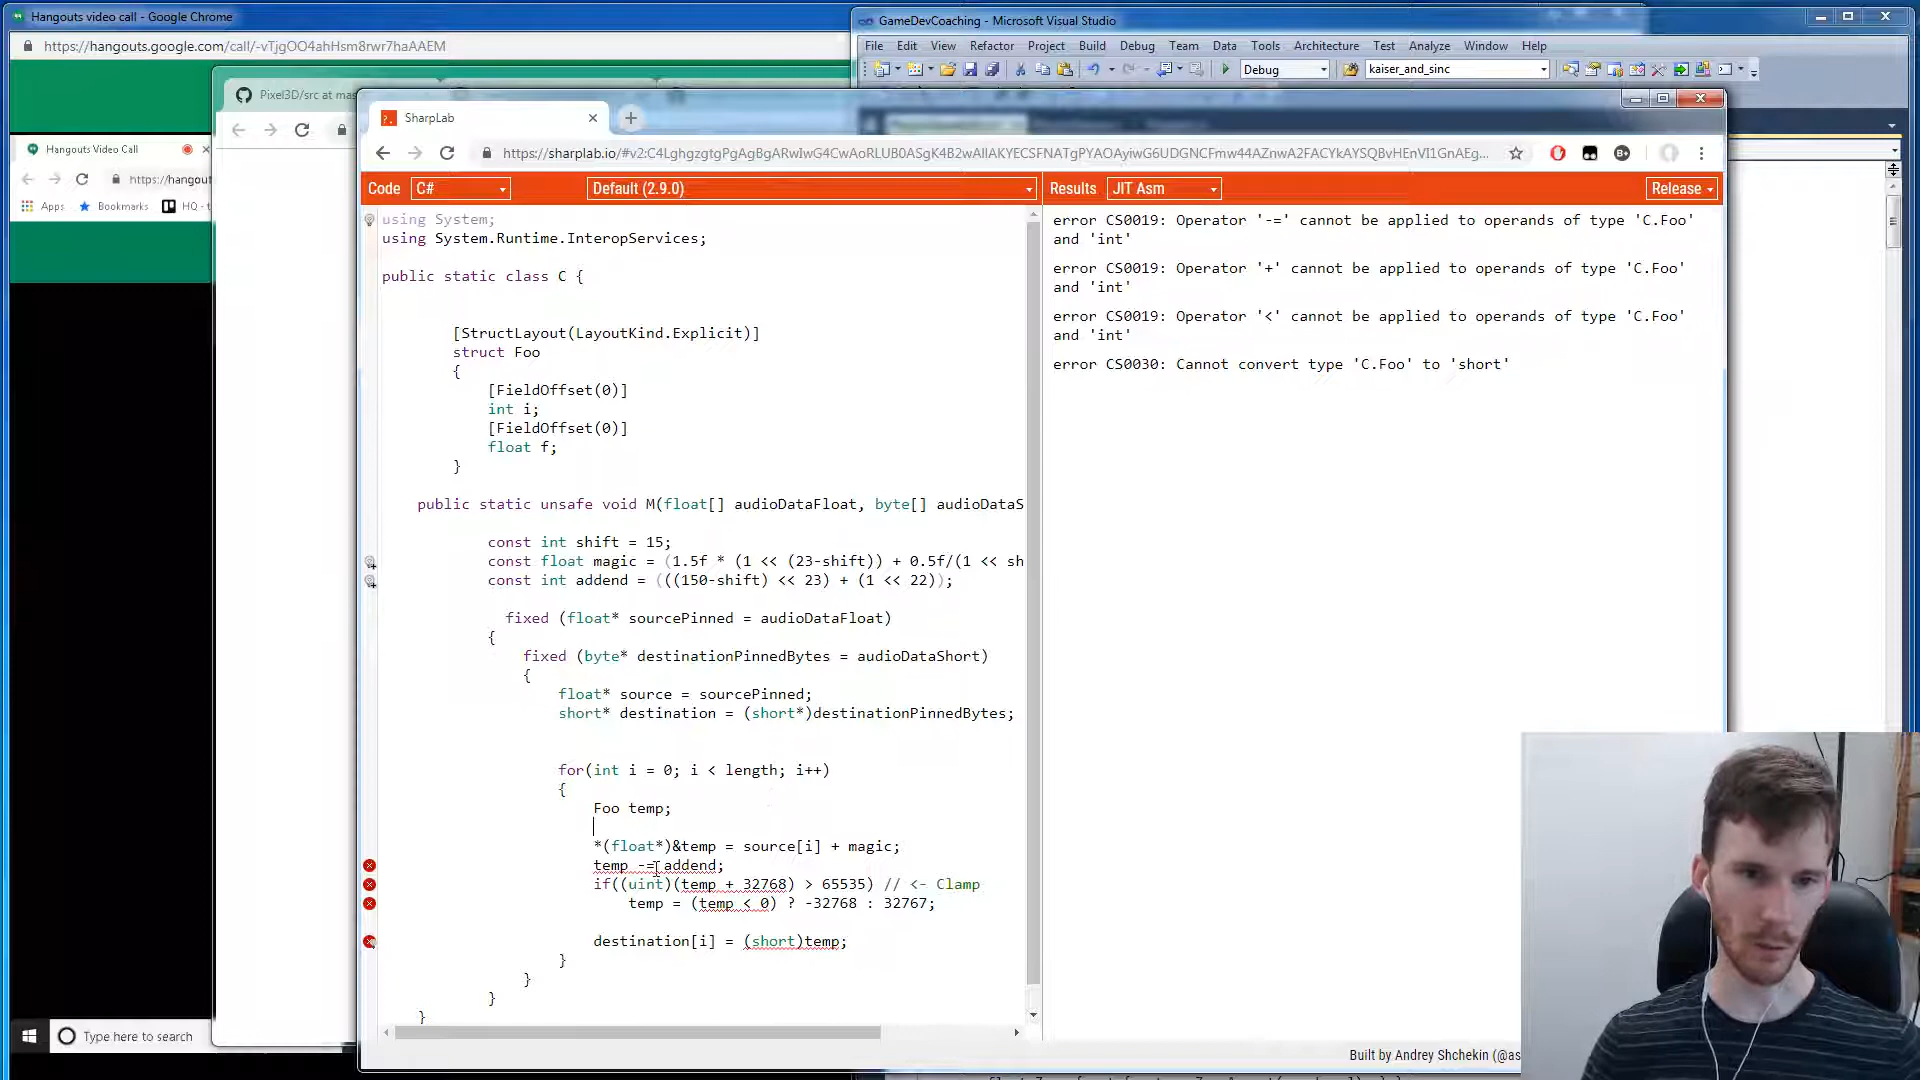 Hangouts video call - Google Chrome
https://hangouts.google.com/call/-vTjgOO4ahHsm8rwr7haAAEM
GameDevCoaching - Microsoft Visual Studio
File Edit View Refactor Project Build Debug Team Data Tools Architecture Test Analyze Window Help
Debug kaiser_and_sinc
Pixel3D/src at mas
Hangouts Video Call
https://hangout
Apps Bookmarks HQ - t
SharpLab
https://sharplab.io/#v2:C4LghgzgtgPgAgBgARwIwG4CwAoRLUB0ASgK4B2wAllAKYECSFNATgPYAOAyiwG6UDGNCFmw44AZnwA2FACYkAYSQBvHEnVI1GnAEg...
Code C# Default (2.9.0) Results JIT Asm Release
using System;
using System.Runtime.InteropServices;
public static class C {
[StructLayout(LayoutKind.Explicit)]
struct Foo
{
[FieldOffset(0)]
int i;
[FieldOffset(0)]
float f;
}
public static unsafe void M(float[] audioDataFloat, byte[] audioDataS
const int shift = 15;
const float magic = (1.5f * (1 << (23-shift)) + 0.5f/(1 << sh
const int addend = (((150-shift) << 23) + (1 << 22));
fixed (float* sourcePinned = audioDataFloat)
{
fixed (byte* destinationPinnedBytes = audioDataShort)
{
float* source = sourcePinned;
short* destination = (short*)destinationPinnedBytes;
for(int i = 0; i < length; i++)
{
Foo temp;
*(float*)&temp = source[i] + magic;
temp -= addend;
if((uint)(temp + 32768) > 65535) // <- Clamp
temp = (temp < 0) ? -32768 : 32767;
destination[i] = (short)temp;
}
}
}
}
error CS0019: Operator '-=' cannot be applied to operands of type 'C.Foo'
and 'int'
error CS0019: Operator '+' cannot be applied to operands of type 'C.Foo'
and 'int'
error CS0019: Operator '<' cannot be applied to operands of type 'C.Foo'
and 'int'
error CS0030: Cannot convert type 'C.Foo' to 'short'
Built by Andrey Shchekin (@as
Type here to search